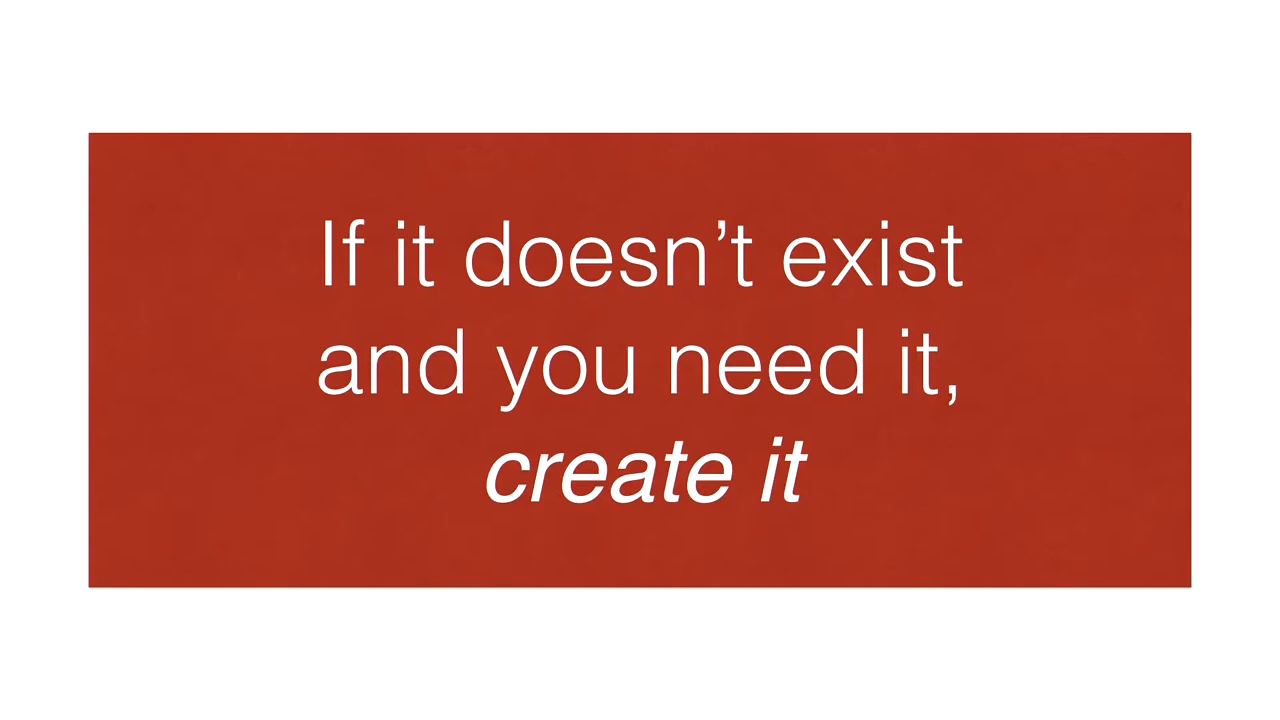 If it doesn’t exist
and you need it,
create it